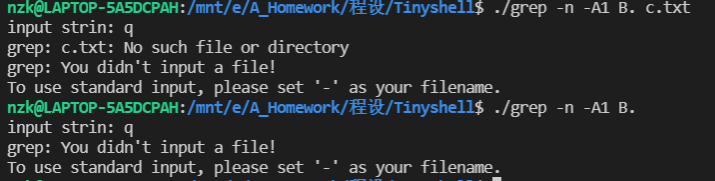 nzk@LAPTOP-5A5DCPAH:/mnt/e/A_Homework/程设/Tinyshell$ ./grep -n -A1 B. c.txt
input strin: q
grep: c.txt: No such file or directory
grep: You didn't input a file!
To use standard input, please set '-' as your filename.
nzk@LAPTOP-5A5DCPAH:/mnt/e/A_Homework/程设/Tinyshell$ ./grep -n -A1 B.
input strin: q
grep: You didn't input a file!
To use standard input, please set '-' as your filename.